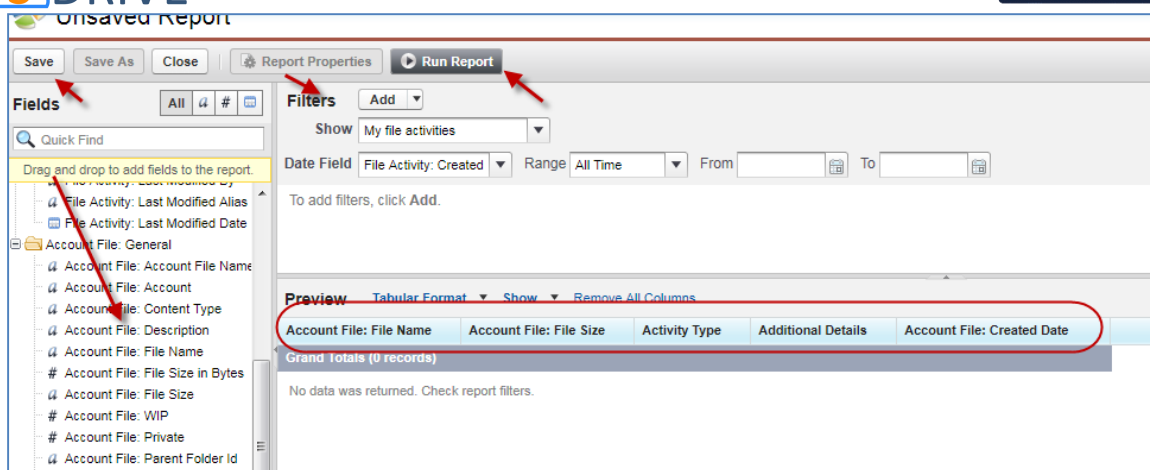 DRIVE
Unsaved Report
Save Save As Close Report Properties Run Report
Fields All a #
Quick Find
Drag and drop to add fields to the report.
File Activity: Last Modified By
a File Activity: Last Modified Alias
File Activity: Last Modified Date
Account File: General
a Account File: Account File Name
a Account File: Account
a Account File: Content Type
a Account File: Description
a Account File: File Name
# Account File: File Size in Bytes
a Account File: File Size
# Account File: WIP
# Account File: Private
a Account File: Parent Folder Id
Filters Add
Show My file activities
Date Field File Activity: Created Range All Time From To
To add filters, click Add.
Preview Tabular Format Show Remove All Columns
Account File: File Name Account File: File Size Activity Type Additional Details Account File: Created Date
Grand Totals (0 records)
No data was returned. Check report filters.